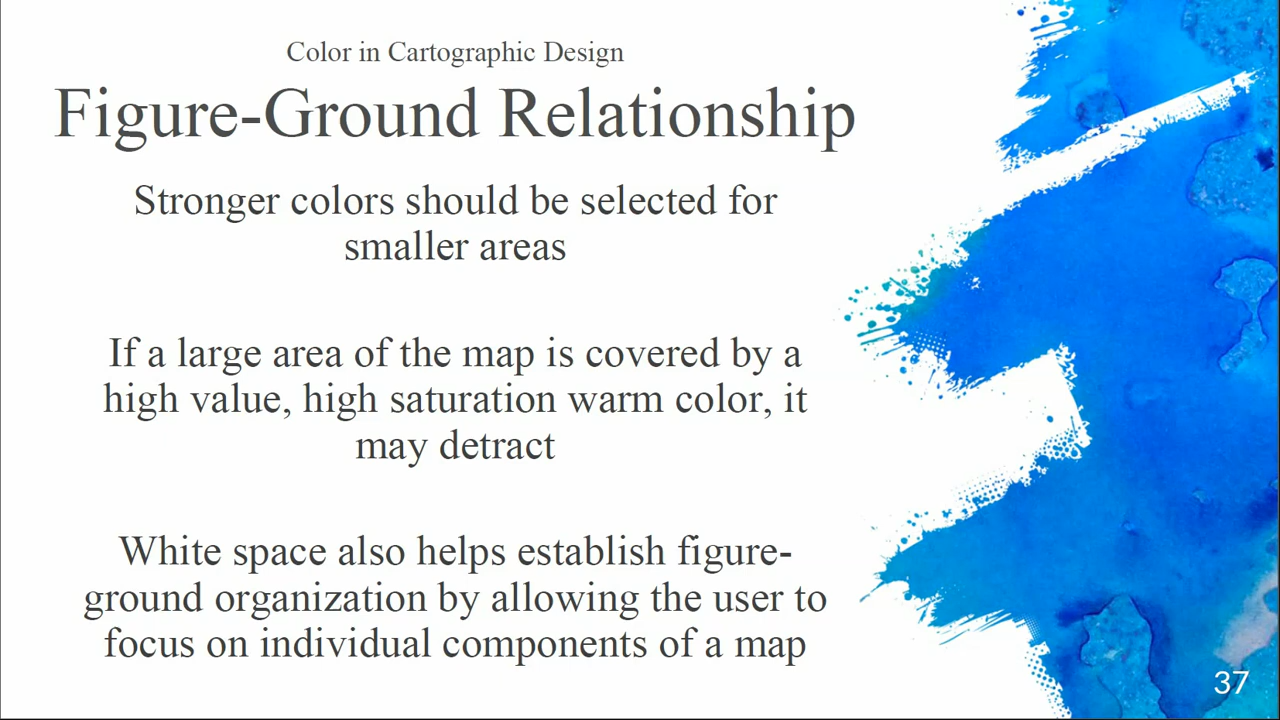 Color in Cartographic Design
Figure-Ground Relationship
Stronger colors should be selected for
smaller areas
If a large area of the map is covered by a
high value, high saturation warm color, it
may detract
White space also helps establish figure-
ground organization by allowing the user to
focus on individual components of a map
37